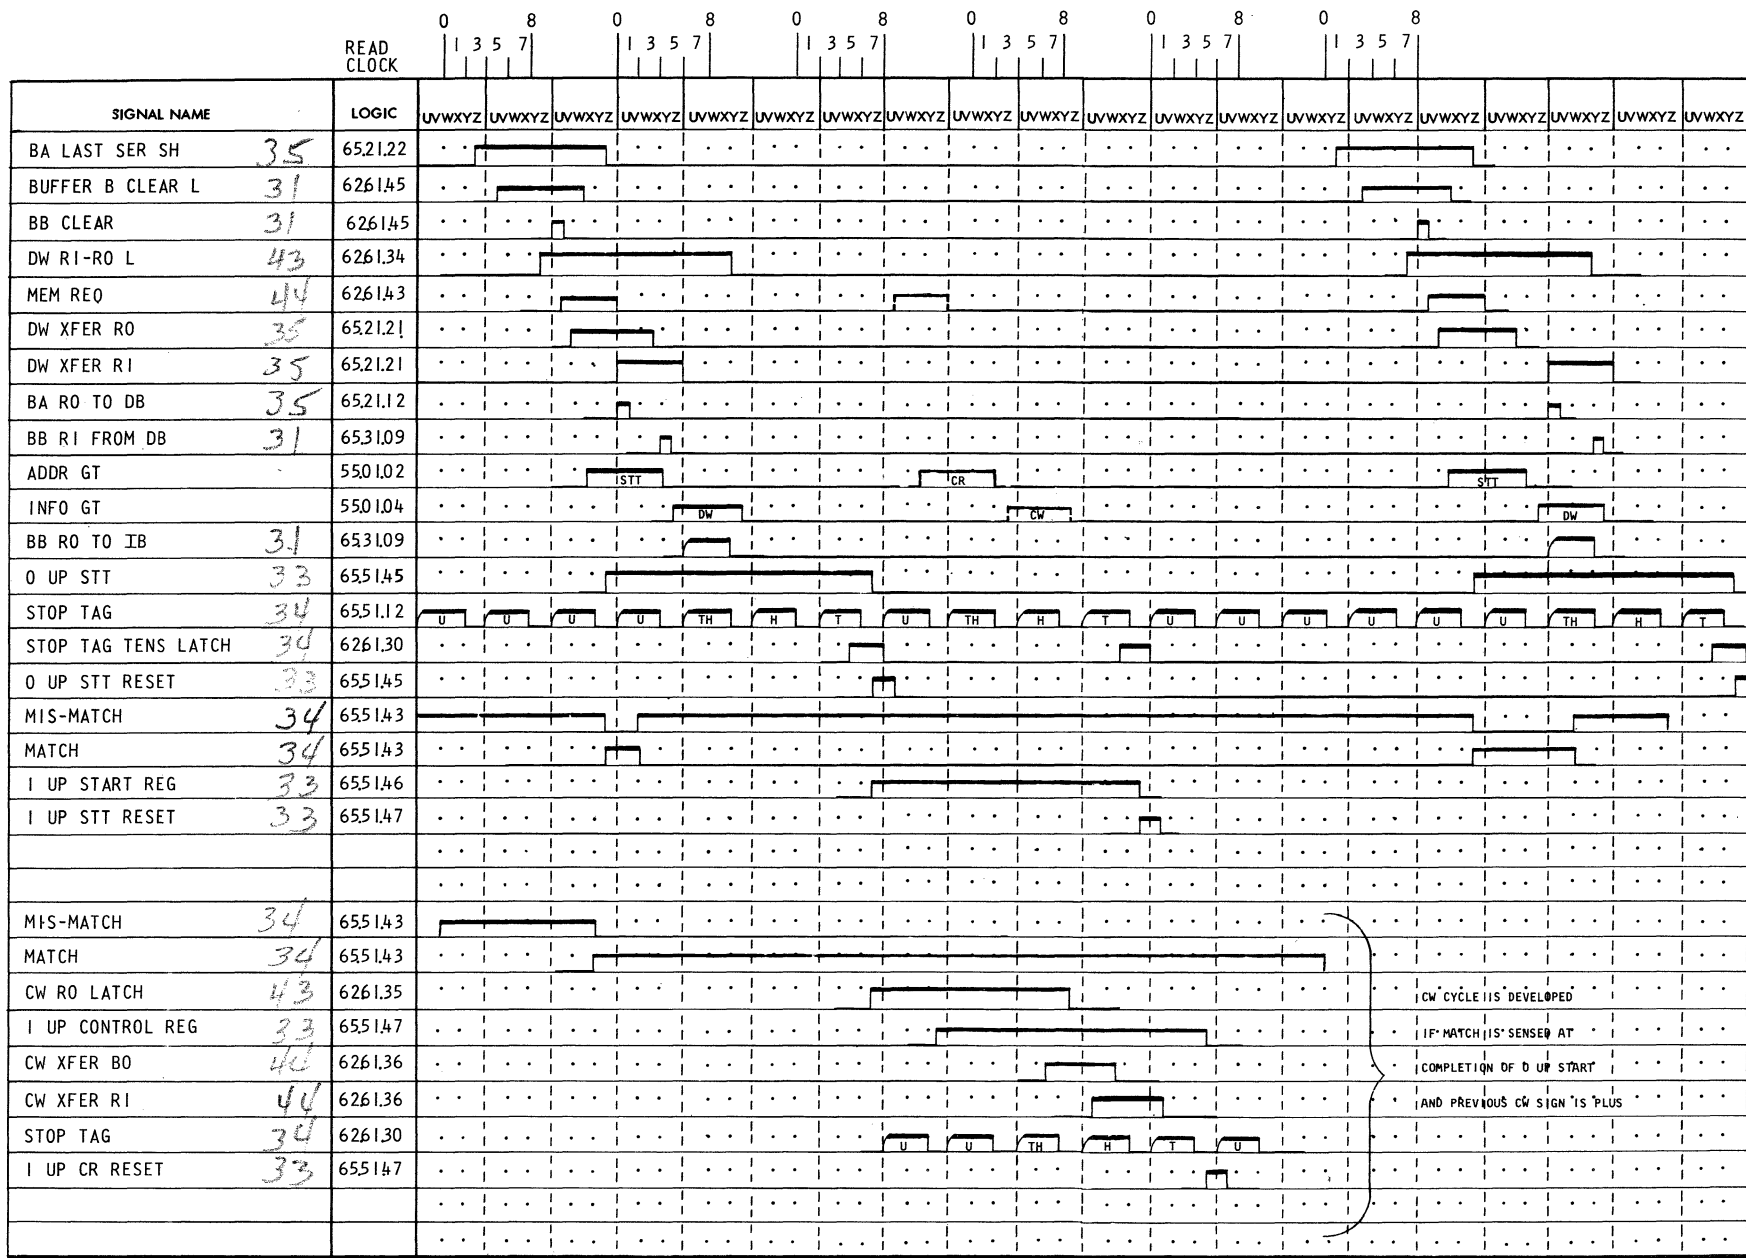 0 8 0 8 0 8 0 8 0 8 0 8
READ CLOCK 1 3 5 7 1 3 5 7 1 3 5 7 1 3 5 7 1 3 5 7 1 3 5 7
SIGNAL NAME LOGIC UVWXYZ UVWXYZ UVWXYZ UVWXYZ UVWXYZ UVWXYZ UVWXYZ UVWXYZ UVWXYZ UVWXYZ UVWXYZ UVWXYZ UVWXYZ UVWXYZ UVWXYZ UVWXYZ UVWXYZ UVWXYZ UVWXYZ UVWXYZ
BA LAST SER SH 35 65.21.22
BUFFER B CLEAR L 31 62.61.45
BB CLEAR 31 62.61.45
DW RI-RO L 43 62.61.34
MEM REQ 44 62.61.43
DW XFER RO 35 65.21.21
DW XFER RI 35 65.21.21
BA RO TO DB 35 65.21.12
BB RI FROM DB 31 65.31.09
ADDR GT 55.01.02 STT CR STT
INFO GT 55.01.04 DW CW DW
BB RO TO IB 31 65.31.09
0 UP STT 33 65.51.45
STOP TAG 34 65.51.12 U U U U TH H T U TH H T U U U U U U TH H T
STOP TAG TENS LATCH 34 62.61.30
0 UP STT RESET 33 65.51.45
MIS-MATCH 34 65.51.43
MATCH 34 65.51.43
1 UP START REG 33 65.51.46
1 UP STT RESET 33 65.51.47
MIS-MATCH 34 65.51.43
MATCH 34 65.51.43
CW RO LATCH 43 62.61.35 CW CYCLE IS DEVELOPED
1 UP CONTROL REG 33 65.51.47 IF MATCH IS SENSED AT
CW XFER BO 44 62.61.36 COMPLETION OF 0 UP START
CW XFER RI 44 62.61.36 AND PREVIOUS CW SIGN IS PLUS
STOP TAG 34 62.61.30 U U TH H T U
1 UP CR RESET 33 65.51.47